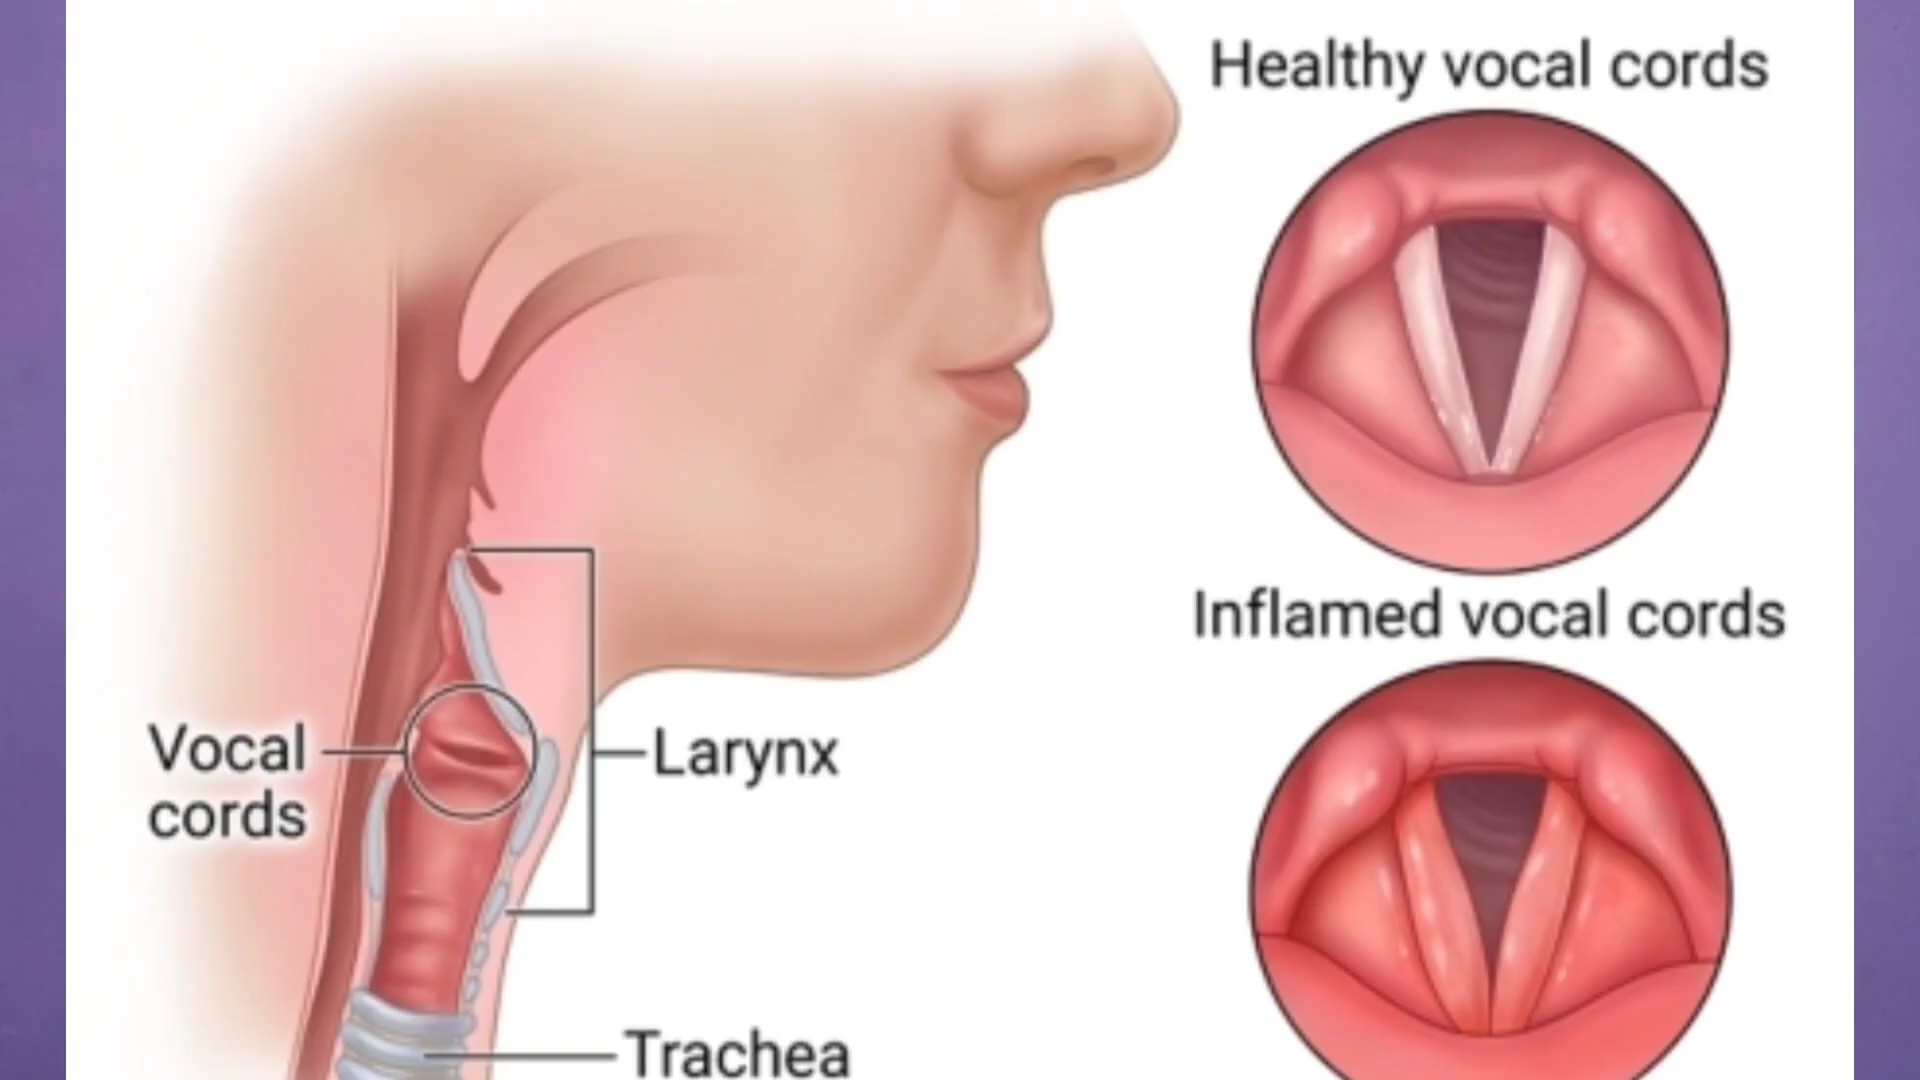 Healthy vocal cords
Inflamed vocal cords
Vocal
cords
Larynx
Trachea